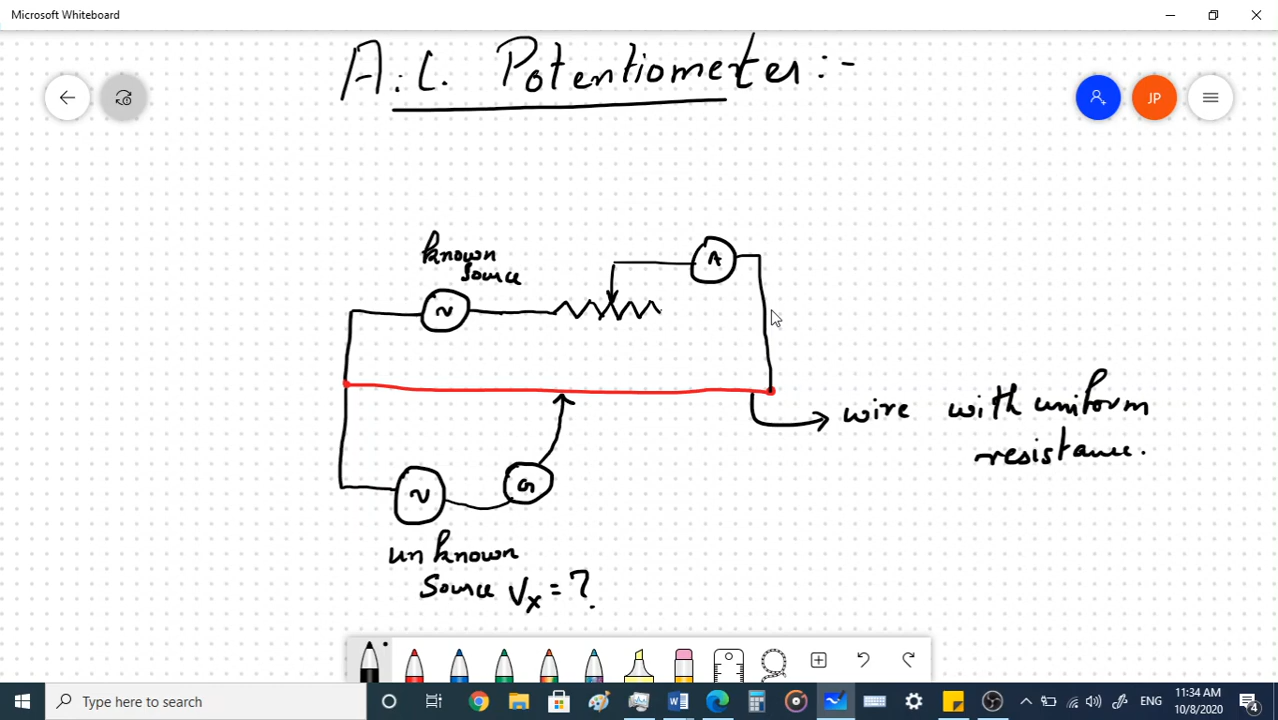 Microsoft Whiteboard
A.C. Potentiometer :-
JP
known
source
A
~
~
G
wire with uniform
resistance.
unknown
Source Vx = ?
Type here to search
ENG
11:34 AM
10/8/2020
4